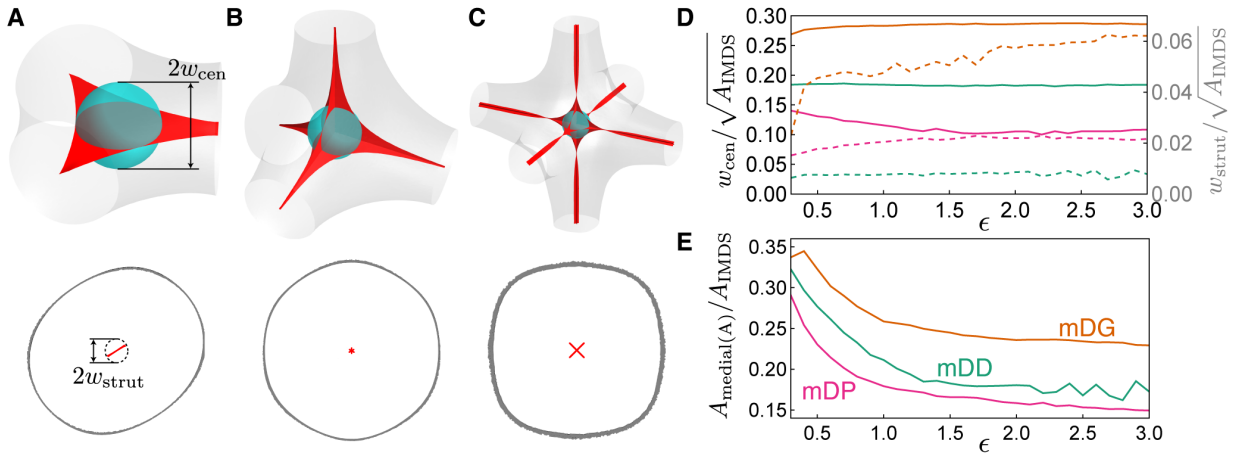 A
B
C
D
E
2w_cen
2w_strut
w_cen/√A_IMDS
0.30
0.25
0.20
0.15
0.10
0.05
0.00
0.06
0.04
0.02
0.00
w_strut/√A_IMDS
0.5 1.0 1.5 2.0 2.5 3.0
ϵ
A_medial(A)/A_IMDS
0.35
0.30
0.25
0.20
0.15
mDG
mDD
mDP
0.5 1.0 1.5 2.0 2.5 3.0
ϵ